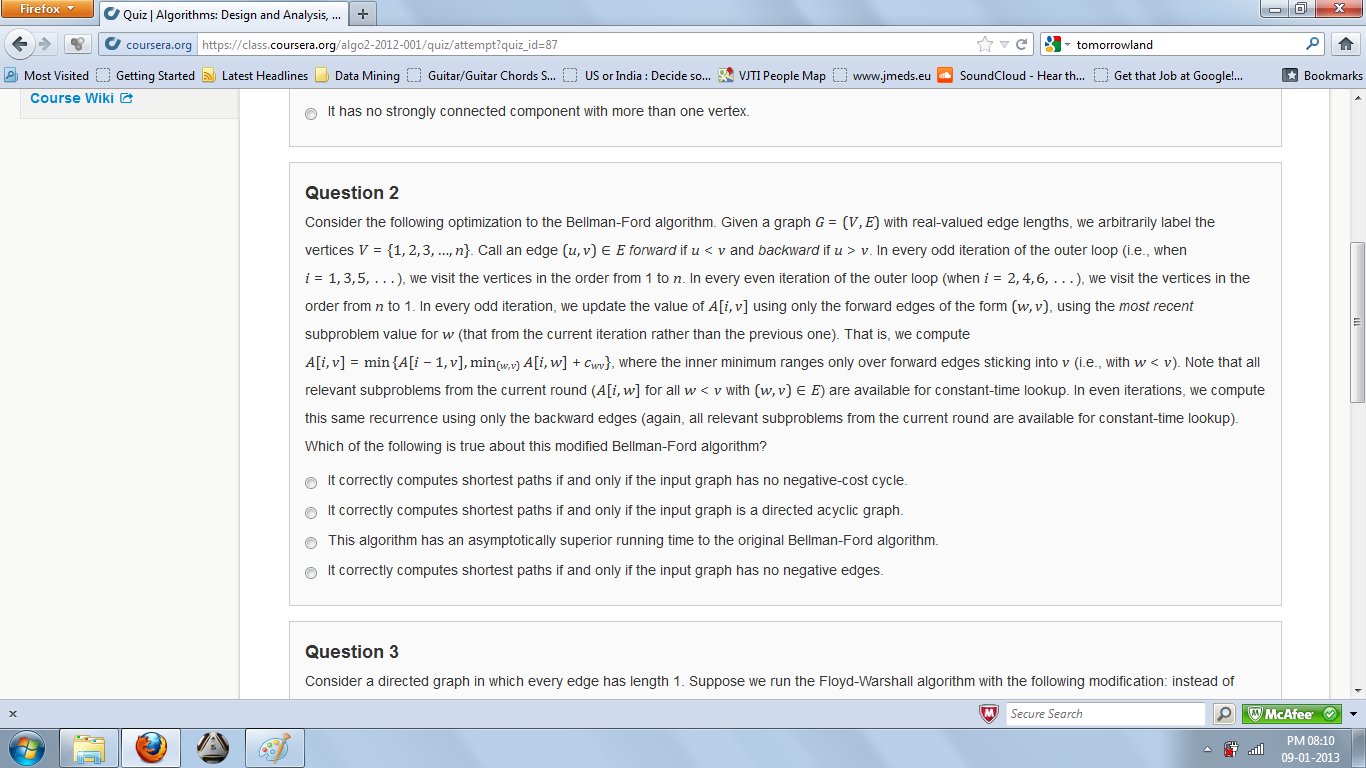 Firefox
Quiz | Algorithms: Design and Analysis, ...
coursera.org https://class.coursera.org/algo2-2012-001/quiz/attempt?quiz_id=87 tomorrowland
Most Visited Getting Started Latest Headlines Data Mining Guitar/Guitar Chords S... US or India : Decide so... VJTI People Map www.jmeds.eu SoundCloud - Hear th... Get that Job at Google!... Bookmarks
Course Wiki
It has no strongly connected component with more than one vertex.
Question 2
Consider the following optimization to the Bellman-Ford algorithm. Given a graph G = (V, E) with real-valued edge lengths, we arbitrarily label the
vertices V = {1, 2, 3, ..., n}. Call an edge (u, v) ∈ E forward if u < v and backward if u > v. In every odd iteration of the outer loop (i.e., when
i = 1, 3, 5, . . . ), we visit the vertices in the order from 1 to n. In every even iteration of the outer loop (when i = 2, 4, 6, . . . ), we visit the vertices in the
order from n to 1. In every odd iteration, we update the value of A[i, v] using only the forward edges of the form (w, v), using the most recent
subproblem value for w (that from the current iteration rather than the previous one). That is, we compute
A[i, v] = min {A[i − 1, v], min(w,v) A[i, w] + cwv}, where the inner minimum ranges only over forward edges sticking into v (i.e., with w < v). Note that all
relevant subproblems from the current round (A[i, w] for all w < v with (w, v) ∈ E) are available for constant-time lookup. In even iterations, we compute
this same recurrence using only the backward edges (again, all relevant subproblems from the current round are available for constant-time lookup).
Which of the following is true about this modified Bellman-Ford algorithm?
It correctly computes shortest paths if and only if the input graph has no negative-cost cycle.
It correctly computes shortest paths if and only if the input graph is a directed acyclic graph.
This algorithm has an asymptotically superior running time to the original Bellman-Ford algorithm.
It correctly computes shortest paths if and only if the input graph has no negative edges.
Question 3
Consider a directed graph in which every edge has length 1. Suppose we run the Floyd-Warshall algorithm with the following modification: instead of
Secure Search McAfee
PM 08:10
09-01-2013